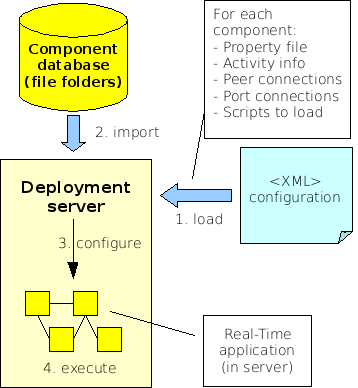 For each
component:
- Property file
- Activity info
- Peer connections
- Port connections
- Scripts to load
Component
database
(file folders)
2. import
<XML>
configuration
1. load
Deployment
server
3. configure
4. execute
Real-Time
application
(in server)